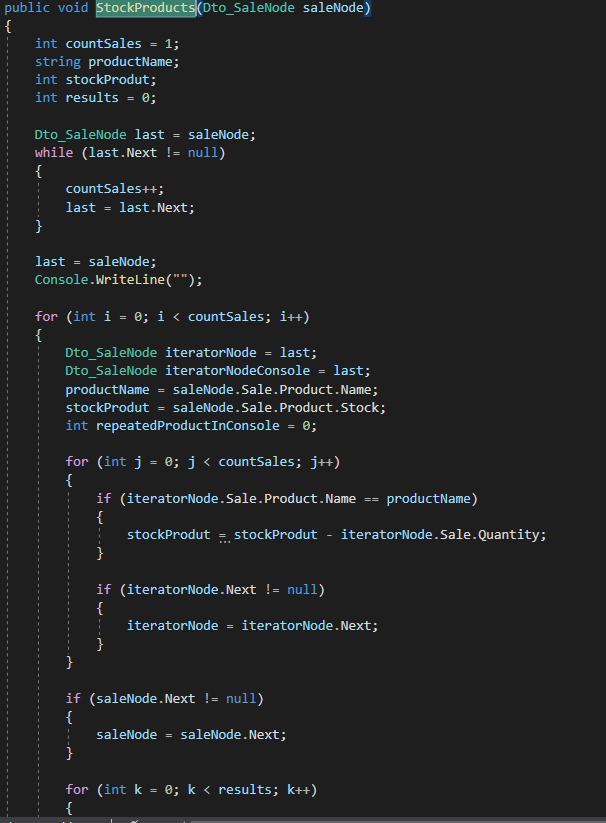 public void StockProducts(Dto_SaleNode saleNode)
{
int countSales = 1;
string productName;
int stockProdut;
int results = 0;
Dto_SaleNode last = saleNode;
while (last.Next != null)
{
countSales++;
last = last.Next;
}
last = saleNode;
Console.WriteLine("");
for (int i = 0; i < countSales; i++)
{
Dto_SaleNode iteratorNode = last;
Dto_SaleNode iteratorNodeConsole = last;
productName = saleNode.Sale.Product.Name;
stockProdut = saleNode.Sale.Product.Stock;
int repeatedProductInConsole = 0;
for (int j = 0; j < countSales; j++)
{
if (iteratorNode.Sale.Product.Name == productName)
{
stockProdut = stockProdut - iteratorNode.Sale.Quantity;
}
if (iteratorNode.Next != null)
{
iteratorNode = iteratorNode.Next;
}
}
if (saleNode.Next != null)
{
saleNode = saleNode.Next;
}
for (int k = 0; k < results; k++)
{